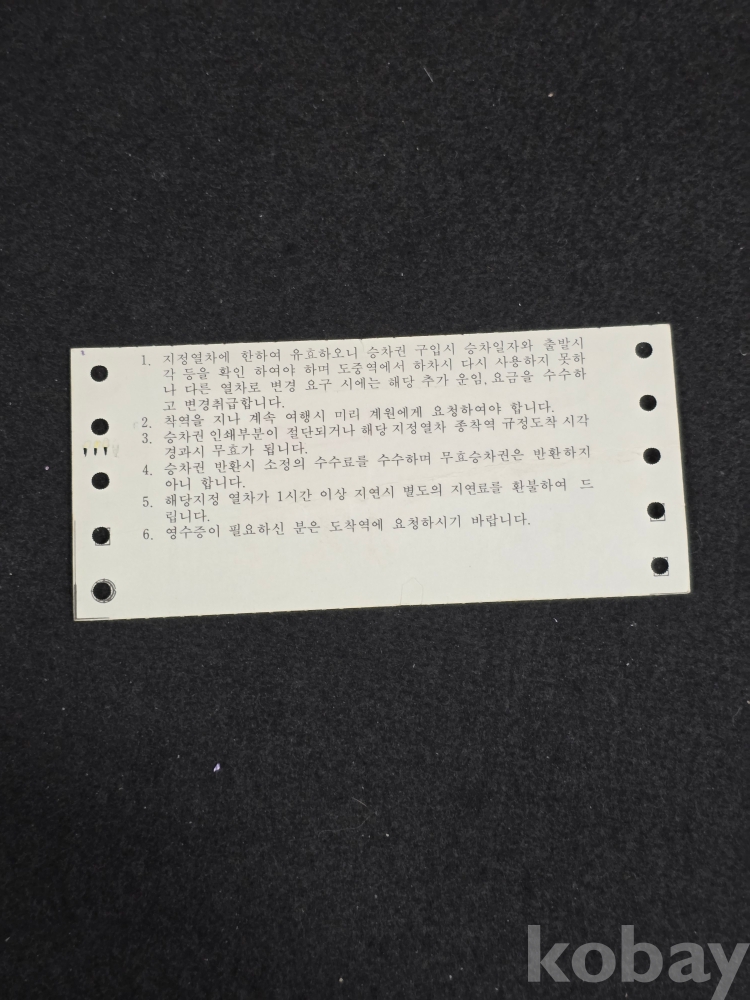 1. 지정열차에 한하여 유효하오니 승차권 구입시 승차일자와 출발시
각 등을 확인 하여야 하며 도중역에서 하차시 다시 사용하지 못하
나 다른 열차로 변경 요구 시에는 해당 추가 운임, 요금을 수수하
고 변경취급합니다.
2. 착역을 지나 계속 여행시 미리 계원에게 요청하여야 합니다.
3. 승차권 인쇄부분이 절단되거나 해당 지정열차 종착역 규정도착 시각
경과시 무효가 됩니다.
4. 승차권 반환시 소정의 수수료를 수수하며 무효승차권은 반환하지
아니 합니다.
5. 해당지정 열차가 1시간 이상 지연시 별도의 지연료를 환불하여 드
립니다.
6. 영수증이 필요하신 분은 도착역에 요청하시기 바랍니다.
kobay